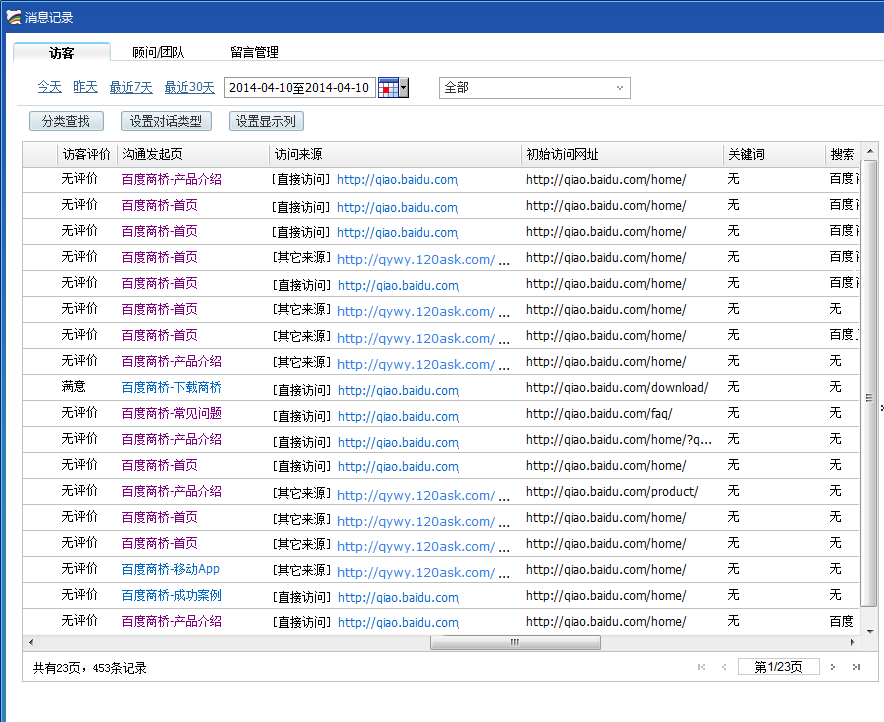 消息记录
访客 顾问/团队 留言管理
今天 昨天 最近7天 最近30天 2014-04-10至2014-04-10 全部
分类查找 设置对话类型 设置显示列
访客评价 沟通发起页 访问来源 初始访问网址 关键词 搜索
无评价 百度商桥-产品介绍 [直接访问] http://qiao.baidu.com http://qiao.baidu.com/home/ 无 百度
无评价 百度商桥-首页 [直接访问] http://qiao.baidu.com http://qiao.baidu.com/home/ 无 百度
无评价 百度商桥-首页 [直接访问] http://qiao.baidu.com http://qiao.baidu.com/home/ 无 百度
无评价 百度商桥-首页 [其它来源] http://qywy.120ask.com/ ... http://qiao.baidu.com/home/ 无 百度
无评价 百度商桥-首页 [直接访问] http://qiao.baidu.com http://qiao.baidu.com/home/ 无 百度
无评价 百度商桥-首页 [其它来源] http://qywy.120ask.com/ ... http://qiao.baidu.com/home/ 无 无
无评价 百度商桥-首页 [其它来源] http://qywy.120ask.com/ ... http://qiao.baidu.com/home/ 无 百度
无评价 百度商桥-产品介绍 [其它来源] http://qywy.120ask.com/ ... http://qiao.baidu.com/home/ 无 无
满意 百度商桥-下载商桥 [直接访问] http://qiao.baidu.com http://qiao.baidu.com/download/ 无 无
无评价 百度商桥-常见问题 [直接访问] http://qiao.baidu.com http://qiao.baidu.com/faq/ 无 无
无评价 百度商桥-产品介绍 [直接访问] http://qiao.baidu.com http://qiao.baidu.com/home/?q... 无 无
无评价 百度商桥-首页 [直接访问] http://qiao.baidu.com http://qiao.baidu.com/home/ 无 无
无评价 百度商桥-产品介绍 [其它来源] http://qywy.120ask.com/ ... http://qiao.baidu.com/product/ 无 无
无评价 百度商桥-首页 [其它来源] http://qywy.120ask.com/ ... http://qiao.baidu.com/home/ 无 无
无评价 百度商桥-首页 [其它来源] http://qywy.120ask.com/ ... http://qiao.baidu.com/home/ 无 无
无评价 百度商桥-移动App [其它来源] http://qywy.120ask.com/ ... http://qiao.baidu.com/home/ 无 无
无评价 百度商桥-成功案例 [直接访问] http://qiao.baidu.com http://qiao.baidu.com/home/ 无 无
无评价 百度商桥-产品介绍 [直接访问] http://qiao.baidu.com http://qiao.baidu.com/home/ 无 百度
共有23页，453条记录 第1/23页